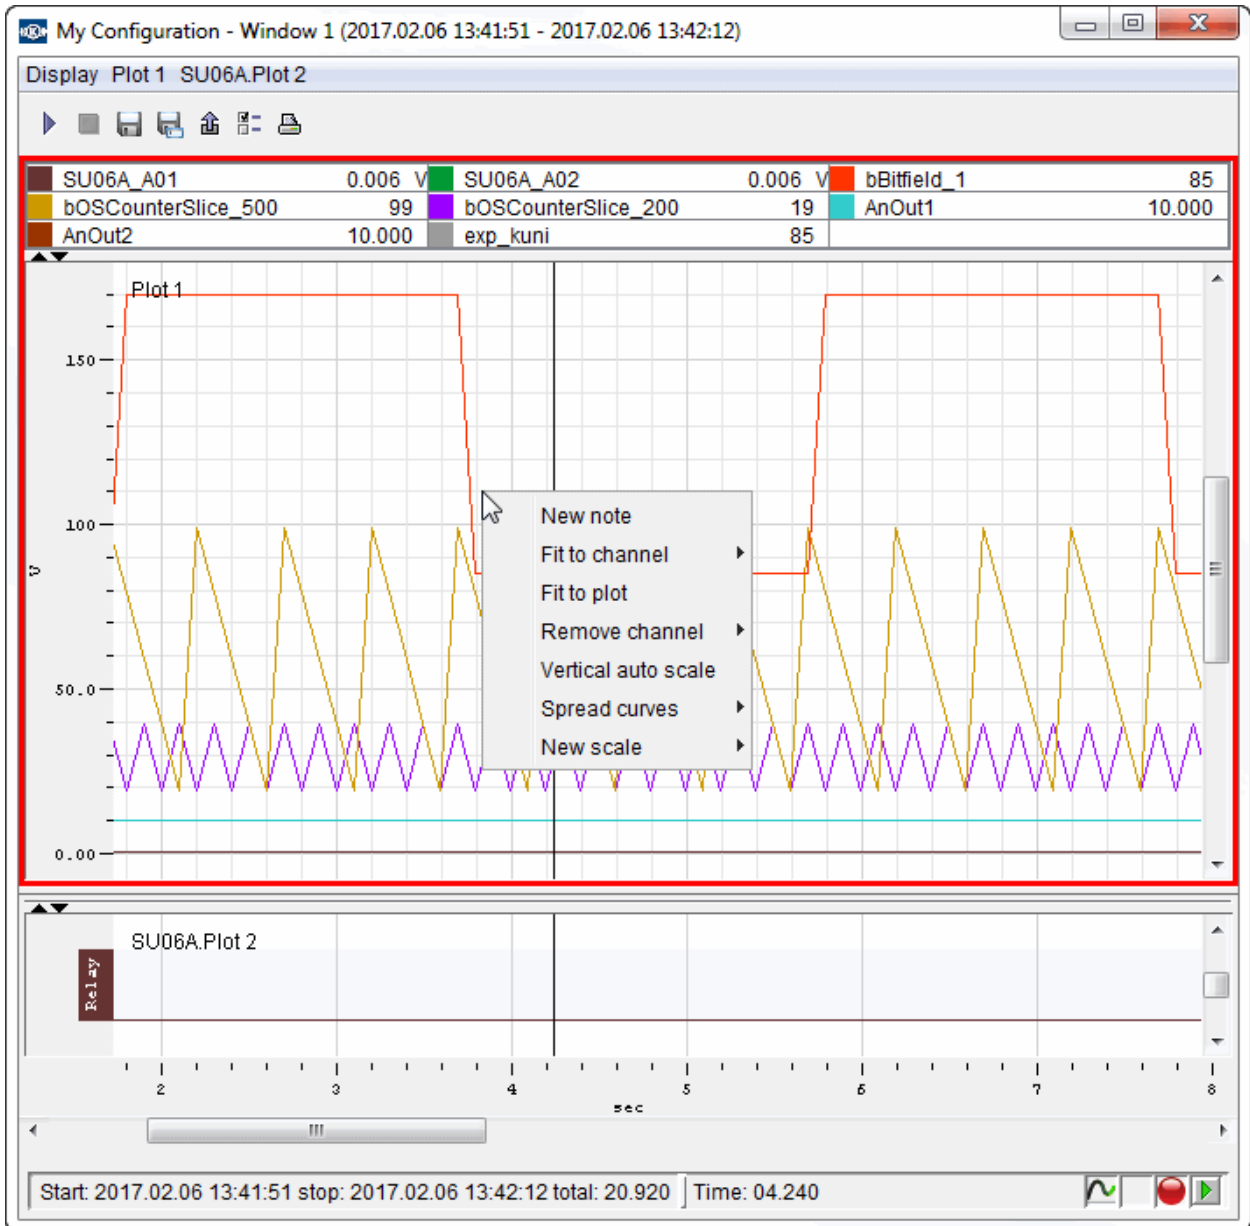 My Configuration - Window 1 (2017.02.06 13:41:51 - 2017.02.06 13:42:12)
Display Plot 1 SU06A.Plot 2
SU06A_A01 0.006 V SU06A_A02 0.006 V bBitfield_1 85
bOSCounterSlice_500 99 bOSCounterSlice_200 19 AnOut1 10.000
AnOut2 10.000 exp_kuni 85
Plot 1
150
100
V
50.0
0.00
New note
Fit to channel
Fit to plot
Remove channel
Vertical auto scale
Spread curves
New scale
SU06A.Plot 2
Relay
2 3 4 5 6 7 8
sec
Start: 2017.02.06 13:41:51 stop: 2017.02.06 13:42:12 total: 20.920 Time: 04.240